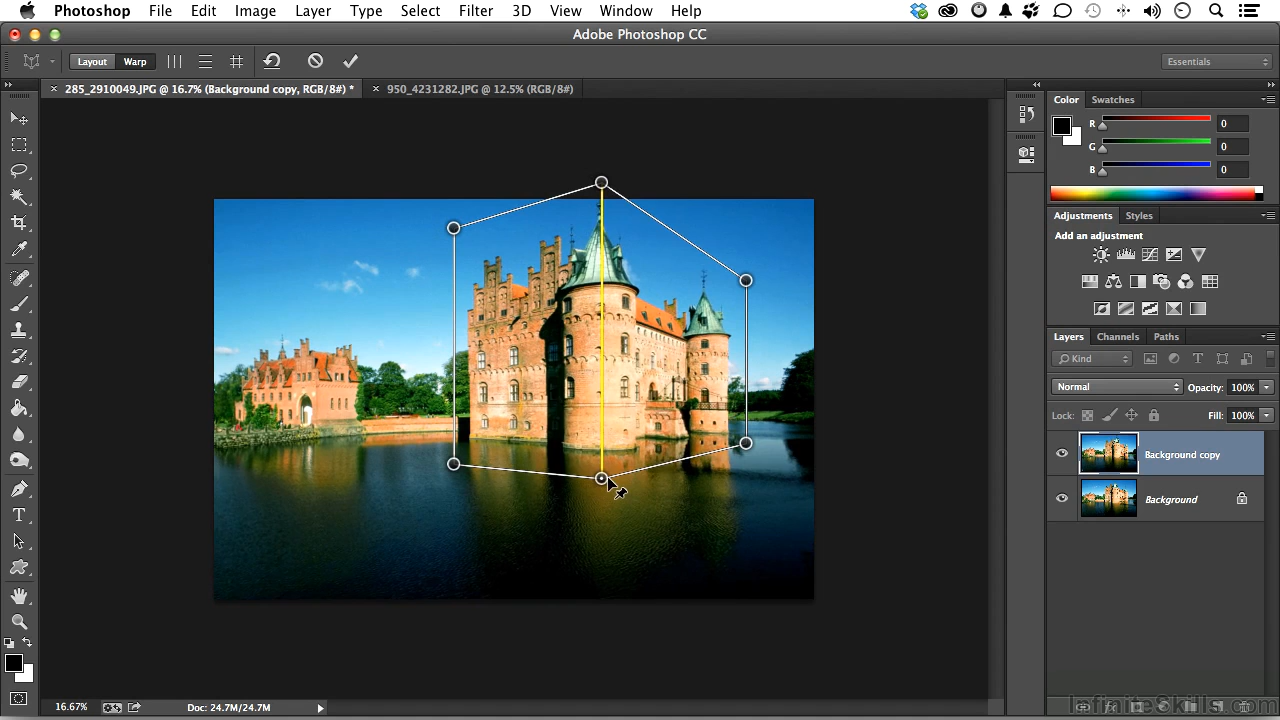 Photoshop File Edit Image Layer Type Select Filter 3D View Window Help
Adobe Photoshop CC
Layout Warp Essentials
285_2910049.JPG @ 16.7% (Background copy, RGB/8#) * 950_4231282.JPG @ 12.5% (RGB/8#)
Color Swatches
R 0
G 0
B 0
Adjustments Styles
Add an adjustment
Layers Channels Paths
Kind
Normal Opacity: 100%
Lock: Fill: 100%
Background copy
Background
T
16.67% Doc: 24.7M/24.7M
InfiniteSkills.com